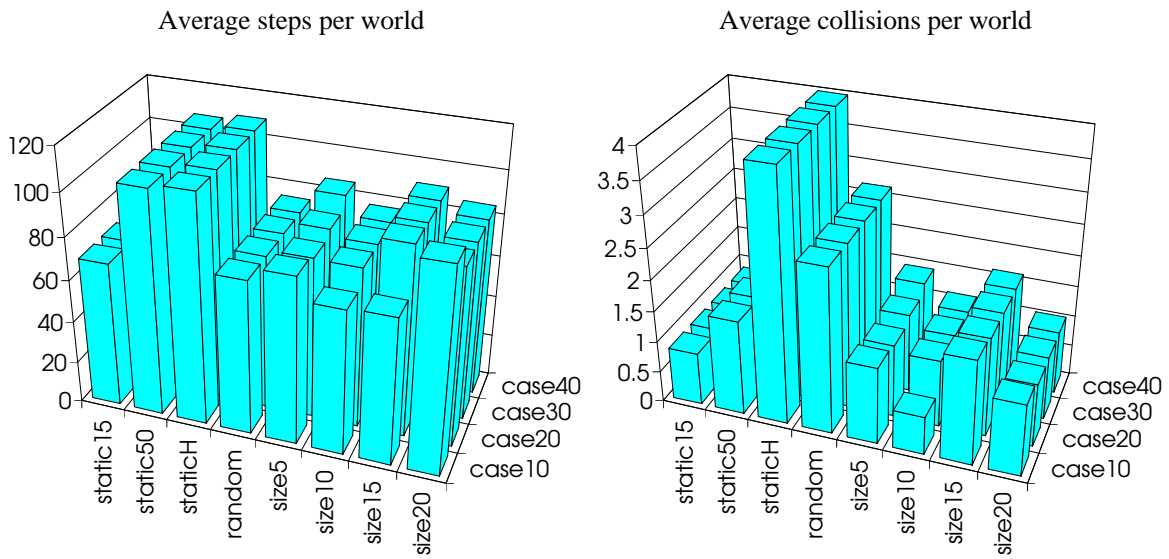 Average steps per world
120
100
80
60
40
20
0
static15
static50
staticH
random
size5
size10
size15
size20
case40
case30
case20
case10
Average collisions per world
4
3.5
3
2.5
2
1.5
1
0.5
0
static15
static50
staticH
random
size5
size10
size15
size20
case40
case30
case20
case10